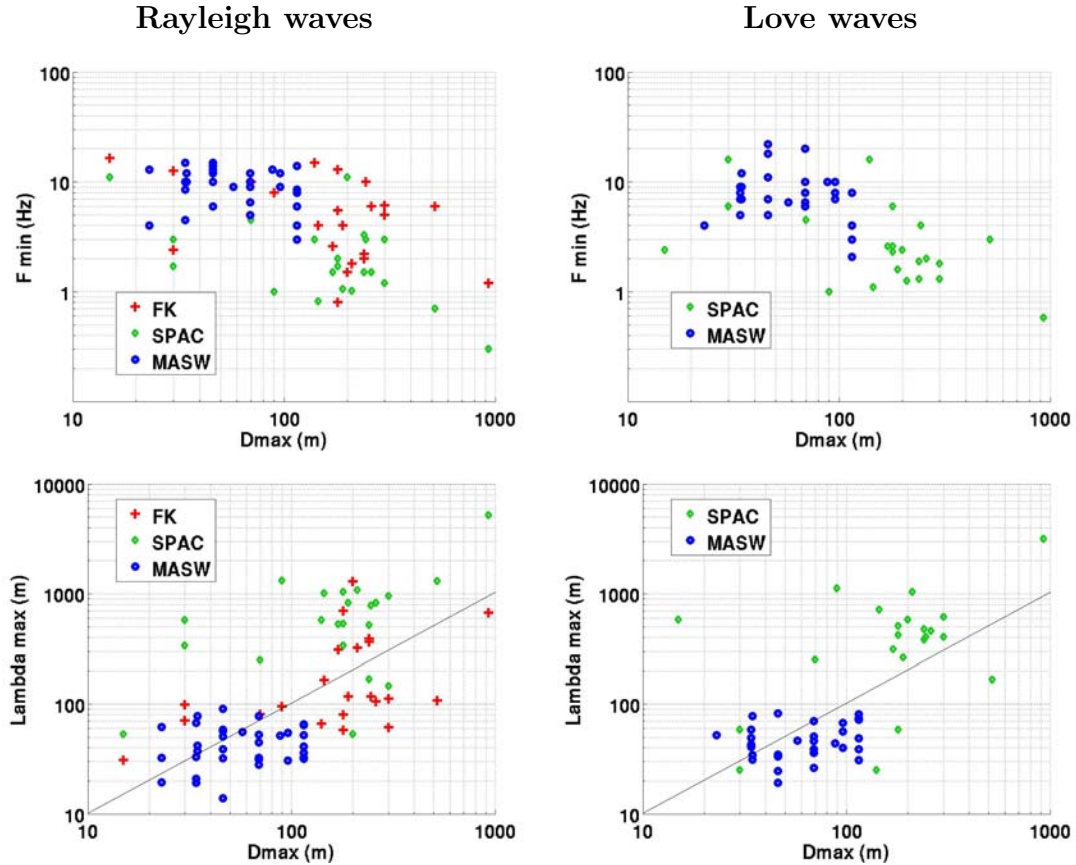 Rayleigh waves
Love waves
100
10
1
F min (Hz)
FK
SPAC
MASW
10 100 1000
Dmax (m)
100
10
1
F min (Hz)
SPAC
MASW
10 100 1000
Dmax (m)
10000
1000
100
10
Lambda max (m)
FK
SPAC
MASW
10 100 1000
Dmax (m)
10000
1000
100
10
Lambda max (m)
SPAC
MASW
10 100 1000
Dmax (m)